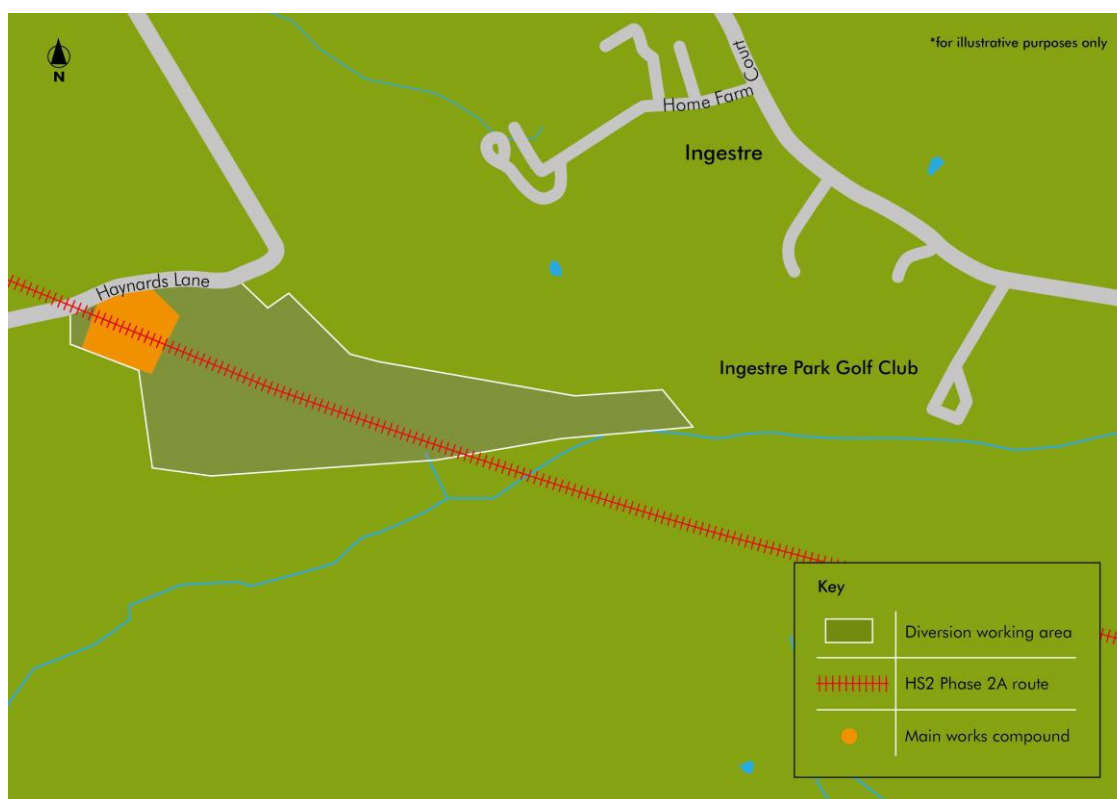 *for illustrative purposes only
N
Home Farm Court
Ingestre
Haynards Lane
Ingestre Park Golf Club
Key
Diversion working area
HS2 Phase 2A route
Main works compound